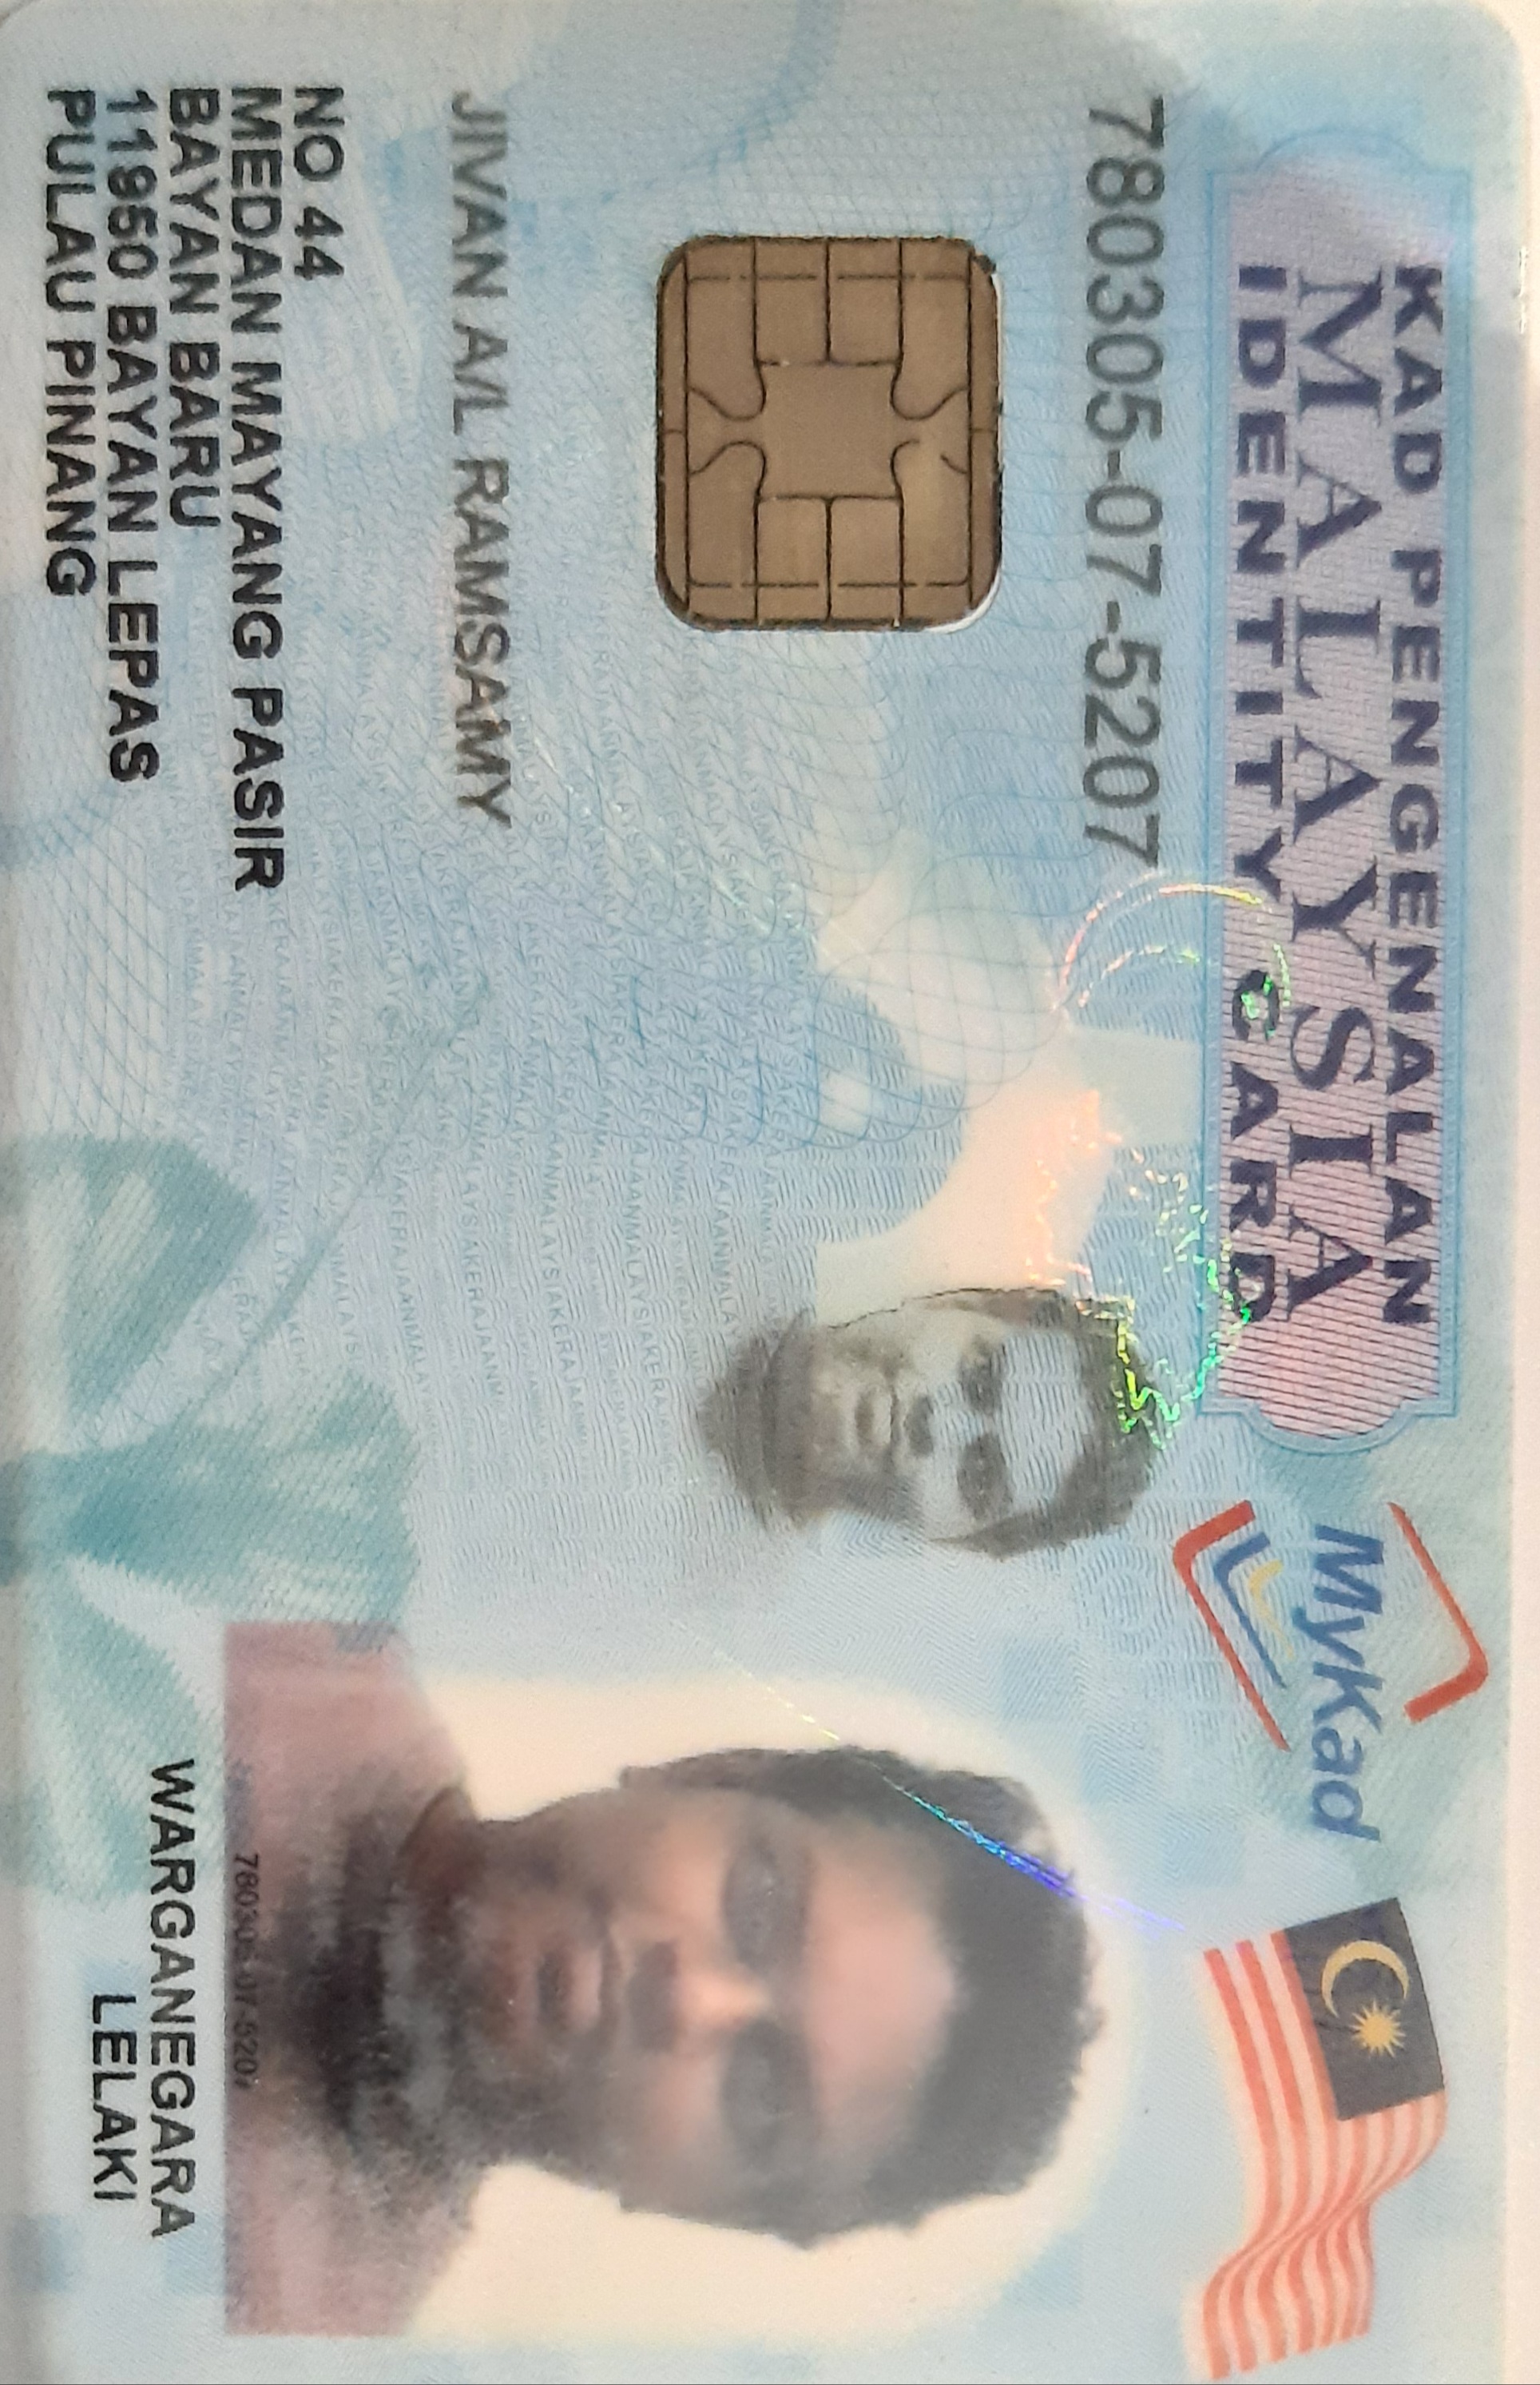 KAD PENGENALAN
MALAYSIA
IDENTITY CARD
MyKad
780305-07-5207
JIVAN A/L RAMSAMY
NO 44
MEDAN MAYANG PASIR
BAYAN BARU
11950 BAYAN LEPAS
PULAU PINANG
780305-07-5207
WARGANEGARA
LELAKI